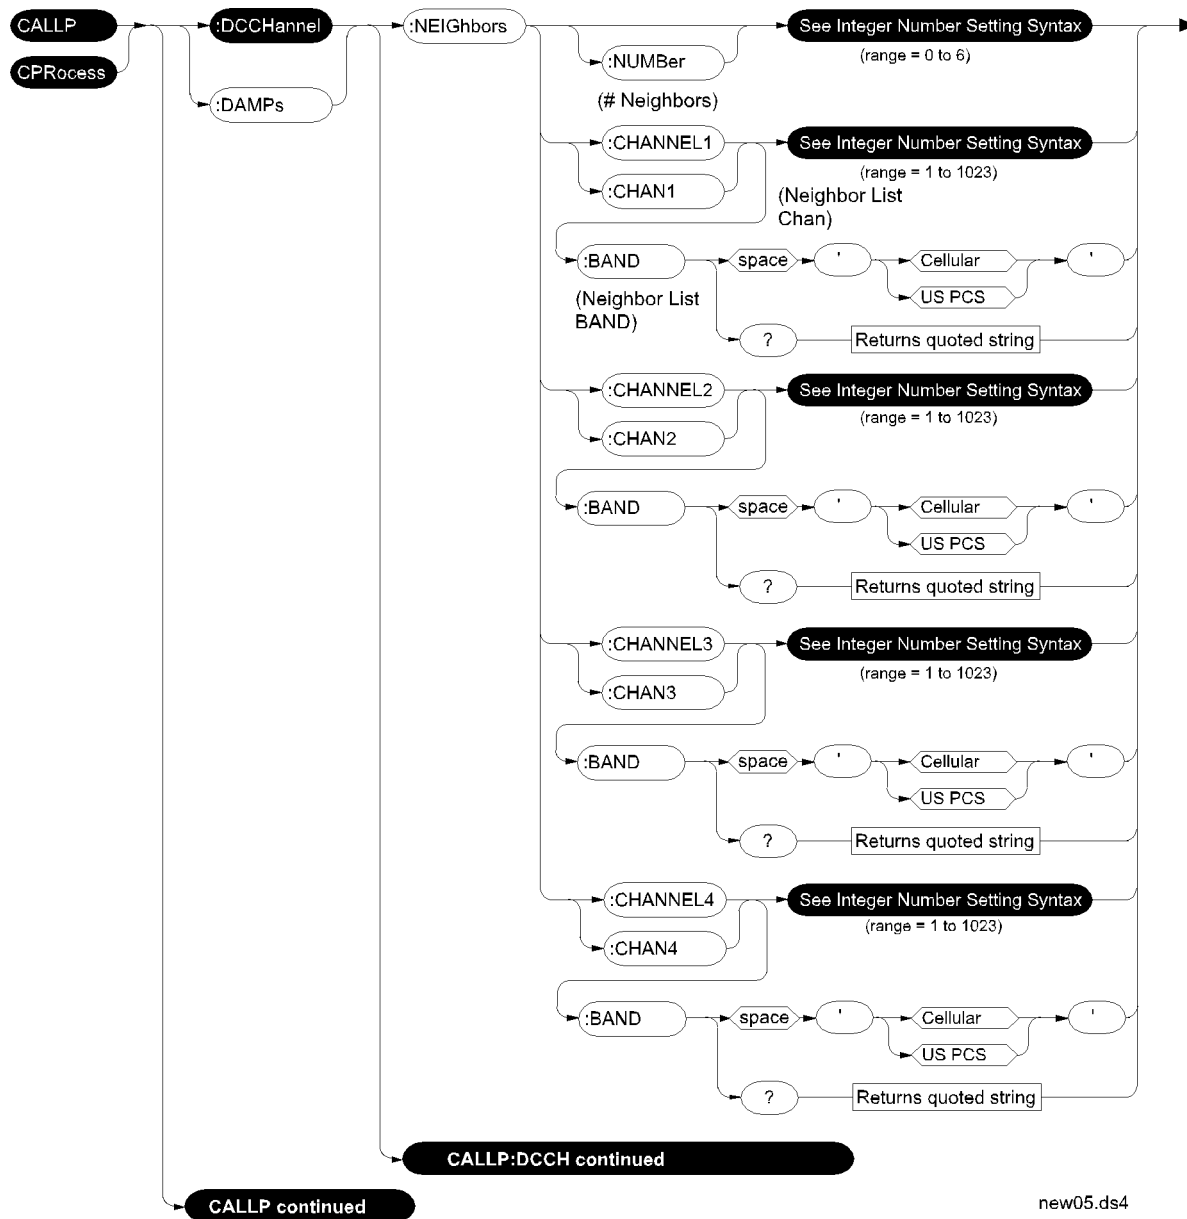 CALLP :DCCHannel :NEIGhbors See Integer Number Setting Syntax
(range = 0 to 6)
CPRocess :NUMBer
:DAMPs (# Neighbors)
:CHANNEL1 See Integer Number Setting Syntax
(range = 1 to 1023)
:CHAN1
(Neighbor List
Chan)
:BAND space ' Cellular '
US PCS
(Neighbor List
BAND)
? Returns quoted string
:CHANNEL2 See Integer Number Setting Syntax
(range = 1 to 1023)
:CHAN2
:BAND space ' Cellular '
US PCS
? Returns quoted string
:CHANNEL3 See Integer Number Setting Syntax
(range = 1 to 1023)
:CHAN3
:BAND space ' Cellular '
US PCS
? Returns quoted string
:CHANNEL4 See Integer Number Setting Syntax
(range = 1 to 1023)
:CHAN4
:BAND space ' Cellular '
US PCS
? Returns quoted string
CALLP:DCCH continued
CALLP continued
new05.ds4